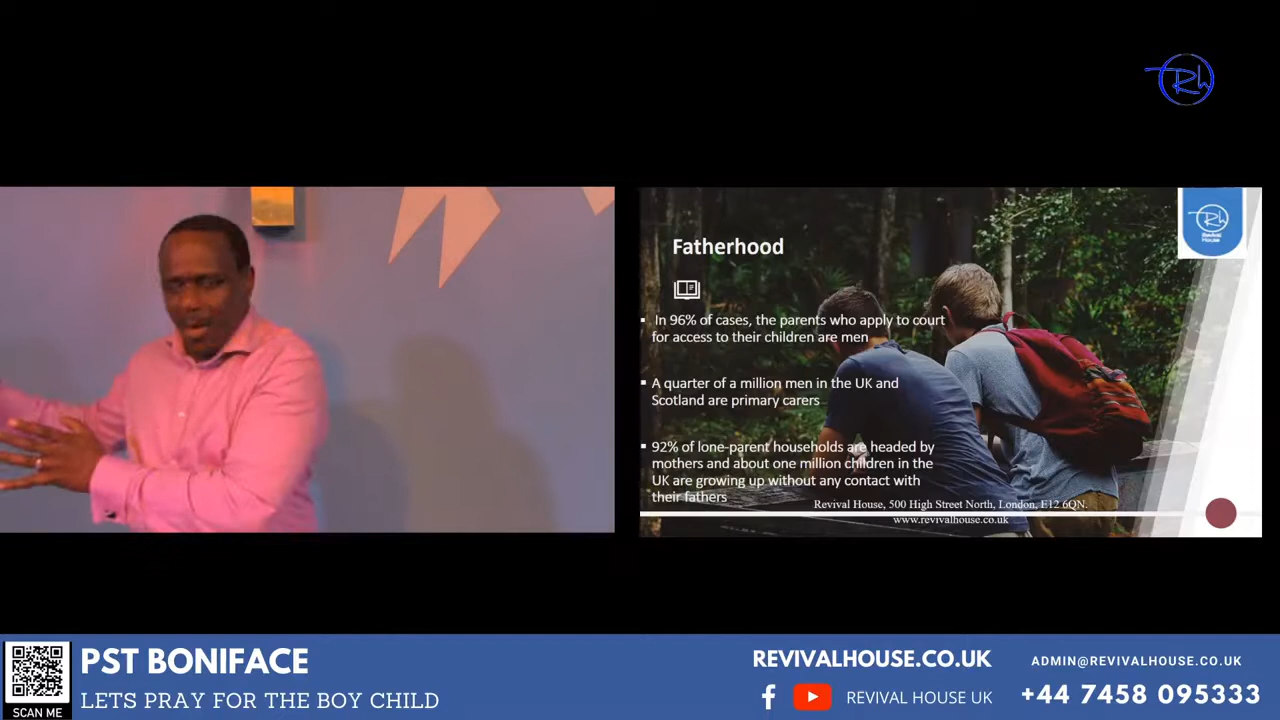 Rh
Fatherhood
Rh
Revival
House
▪ In 96% of cases, the parents who apply to court
for access to their children are men
▪ A quarter of a million men in the UK and
Scotland are primary carers
▪ 92% of lone-parent households are headed by
mothers and about one million children in the
UK are growing up without any contact with
their fathers
Revival House, 500 High Street North, London, E12 6QN.
www.revivalhouse.co.uk
SCAN ME
PST BONIFACE
LETS PRAY FOR THE BOY CHILD
REVIVALHOUSE.CO.UK
REVIVAL HOUSE UK
ADMIN@REVIVALHOUSE.CO.UK
+44 7458 095333